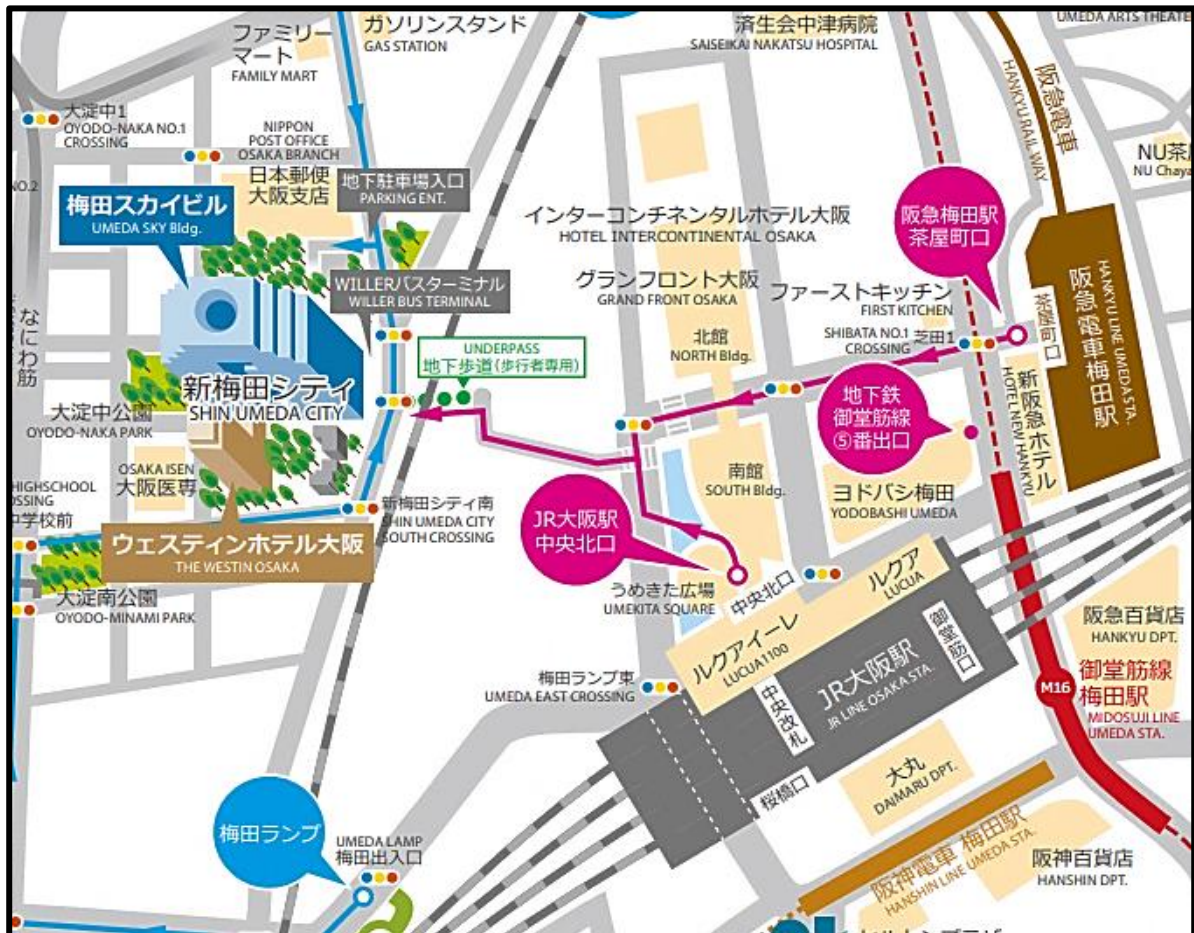 ガソリンスタンド
GAS STATION
ファミリー
マート
FAMILY MART
済生会中津病院
SAISEIKAI NAKATSU HOSPITAL
UMEDA ARTS THEATER
阪急電車
HANKYU RAIL WAY
大淀中1
OYODO-NAKA NO.1
CROSSING
NIPPON
POST OFFICE
OSAKA BRANCH
日本郵便
大阪支店
地下駐車場入口
PARKING ENT.
NU茶
NU Chaya
NO.2
梅田スカイビル
UMEDA SKY Bldg.
インターコンチネンタルホテル大阪
HOTEL INTERCONTINENTAL OSAKA
阪急梅田駅
茶屋町口
WILLERバスターミナル
WILLER BUS TERMINAL
グランフロント大阪
GRAND FRONT OSAKA
ファーストキッチン
FIRST KITCHEN
北館
NORTH Bldg.
SHIBATA NO.1
CROSSING
芝田1
茶屋町口
HANKYU LINE UMEDA STA.
阪急電車梅田駅
なにわ筋
UNDERPASS
地下歩道(歩行者専用)
新梅田シティ
SHIN UMEDA CITY
大淀中公園
OYODO-NAKA PARK
地下鉄
御堂筋線
⑤番出口
新阪急ホテル
HOTEL NEW HANKYU
OSAKA ISEN
大阪医専
南館
SOUTH Bldg.
ヨドバシ梅田
YODOBASHI UMEDA
HIGHSCHOOL
中学校前
新梅田シティ南
SHIN UMEDA CITY
SOUTH CROSSING
JR大阪駅
中央北口
ウェスティンホテル大阪
THE WESTIN OSAKA
うめきた広場
UMEKITA SQUARE
中央北口
ルクア
LUCUA
大淀南公園
OYODO-MINAMI PARK
ルクアイーレ
LUCUA1100
御堂筋口
阪急百貨店
HANKYU DPT.
梅田ランプ東
UMEDA EAST CROSSING
JR大阪駅
JR LINE OSAKA STA.
中央改札
M16
御堂筋線
梅田駅
MIDOSUJI LINE
UMEDA STA.
桜橋口
大丸
DAIMARU DPT.
梅田ランプ
UMEDA LAMP
梅田出入口
阪神電車 梅田駅
HANSHIN LINE UMEDA STA.
阪神百貨店
HANSHIN DPT.